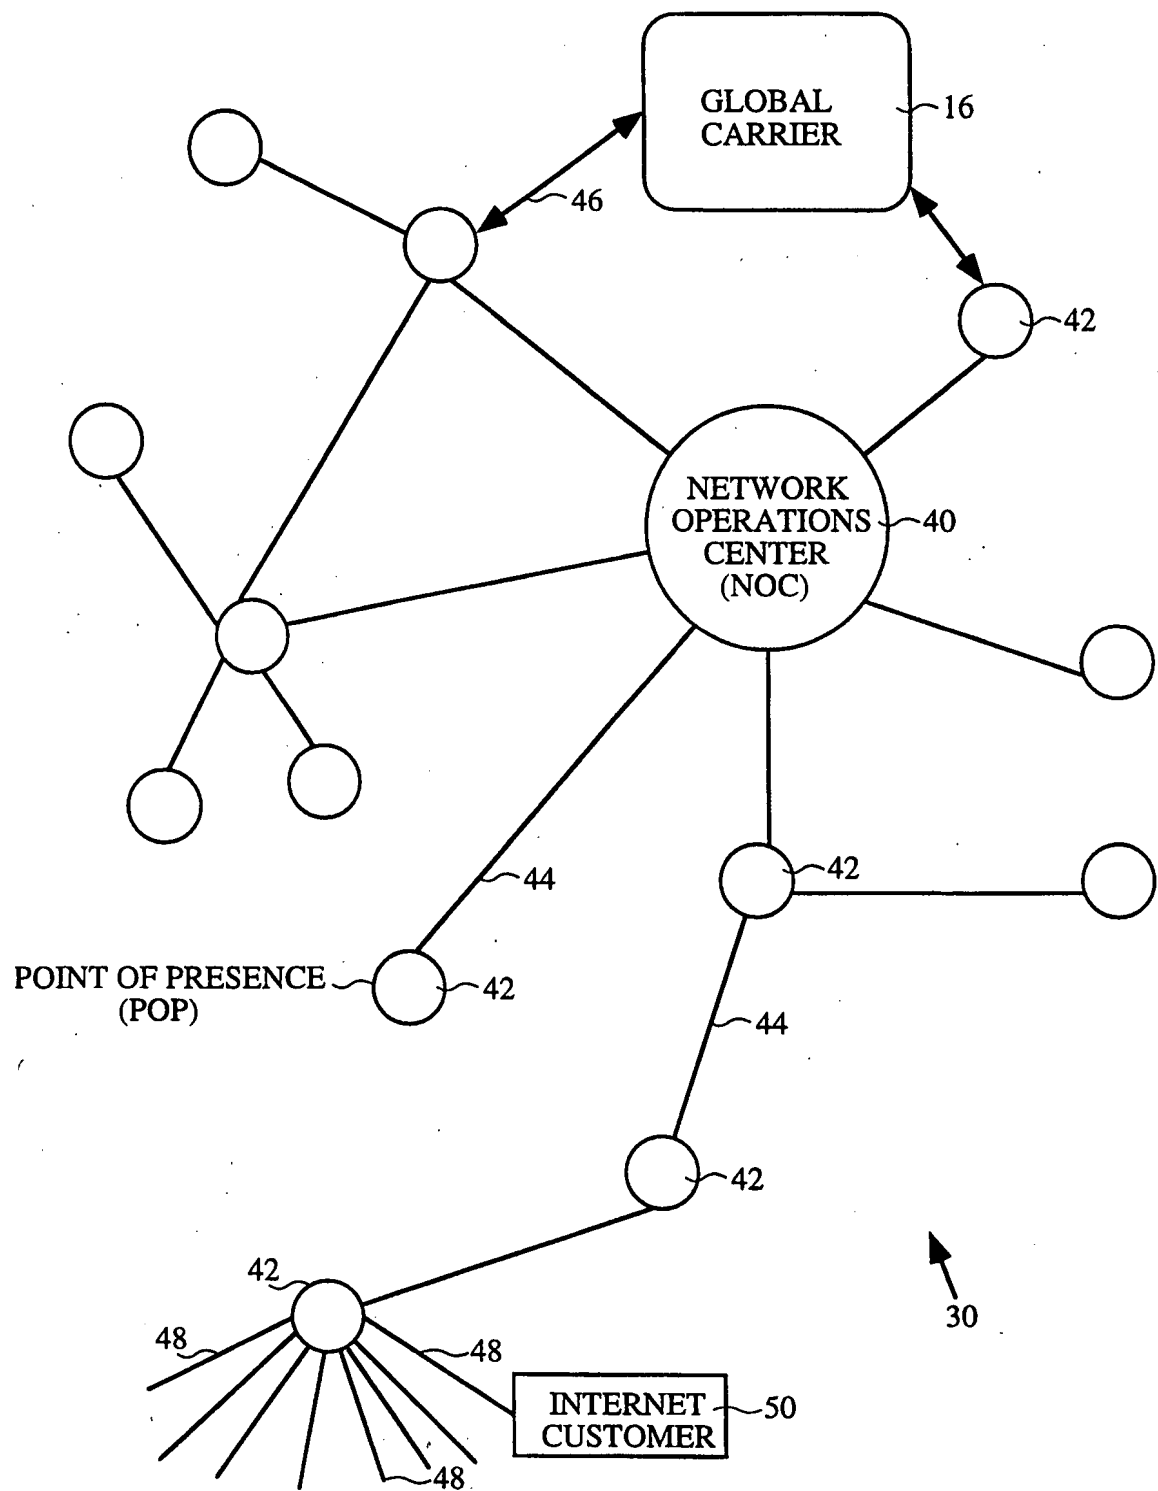 GLOBAL
CARRIER
16
46
42
NETWORK
OPERATIONS
CENTER
(NOC)
40
44
42
POINT OF PRESENCE
(POP)
42
44
42
42
30
48
48
INTERNET
CUSTOMER
50
48